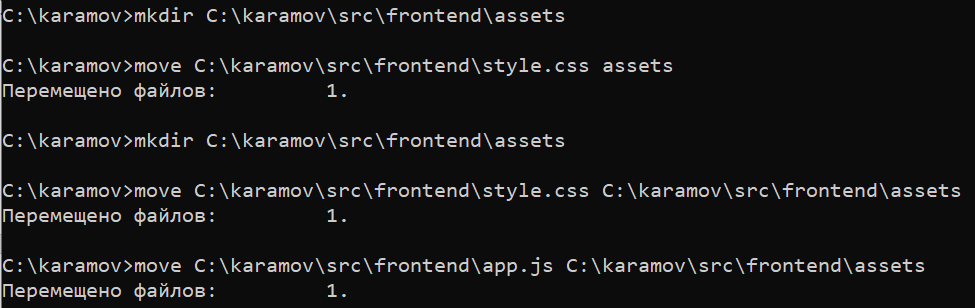 C:\karamov>mkdir C:\karamov\src\frontend\assets
C:\karamov>move C:\karamov\src\frontend\style.css assets
Перемещено файлов:         1.
C:\karamov>mkdir C:\karamov\src\frontend\assets
C:\karamov>move C:\karamov\src\frontend\style.css C:\karamov\src\frontend\assets
Перемещено файлов:         1.
C:\karamov>move C:\karamov\src\frontend\app.js C:\karamov\src\frontend\assets
Перемещено файлов:         1.